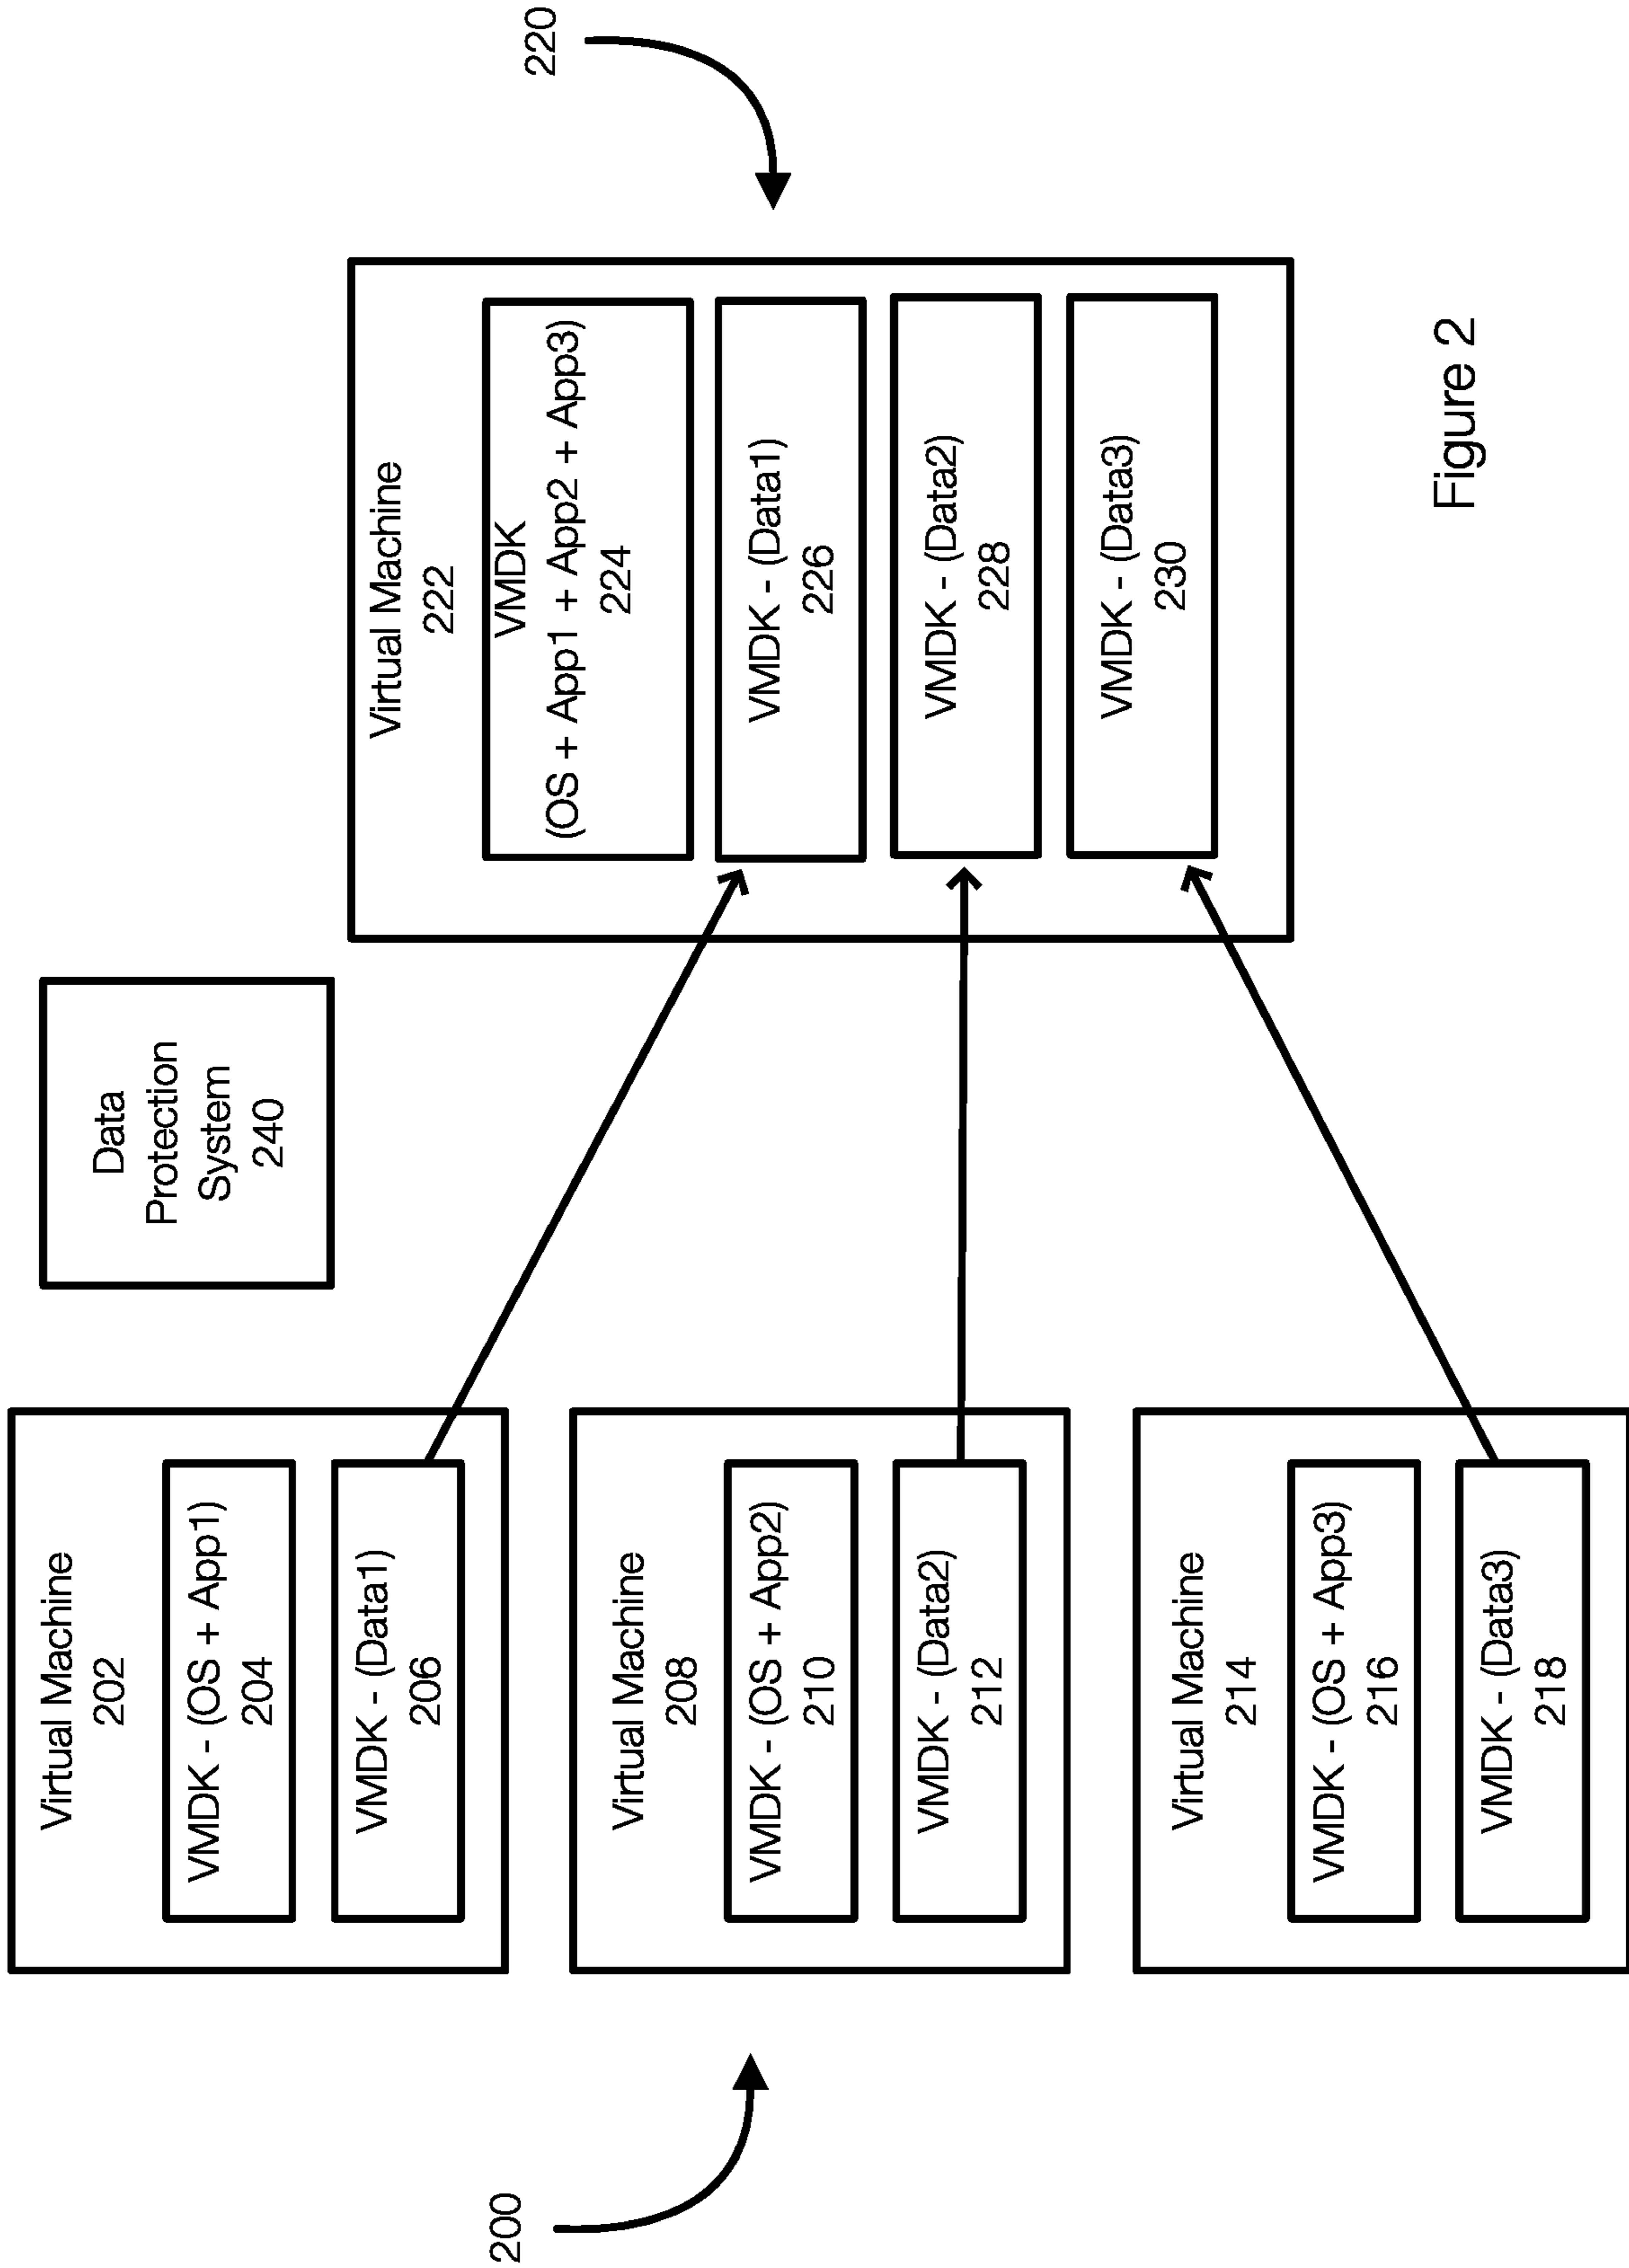 200
Virtual Machine
202
VMDK - (OS + App1)
204
VMDK - (Data1)
206
Virtual Machine
208
VMDK - (OS + App2)
210
VMDK - (Data2)
212
Virtual Machine
214
VMDK - (OS + App3)
216
VMDK - (Data3)
218
Data
Protection
System
240
Virtual Machine
222
VMDK
(OS + App1 + App2 + App3)
224
VMDK - (Data1)
226
VMDK - (Data2)
228
VMDK - (Data3)
230
220
Figure 2